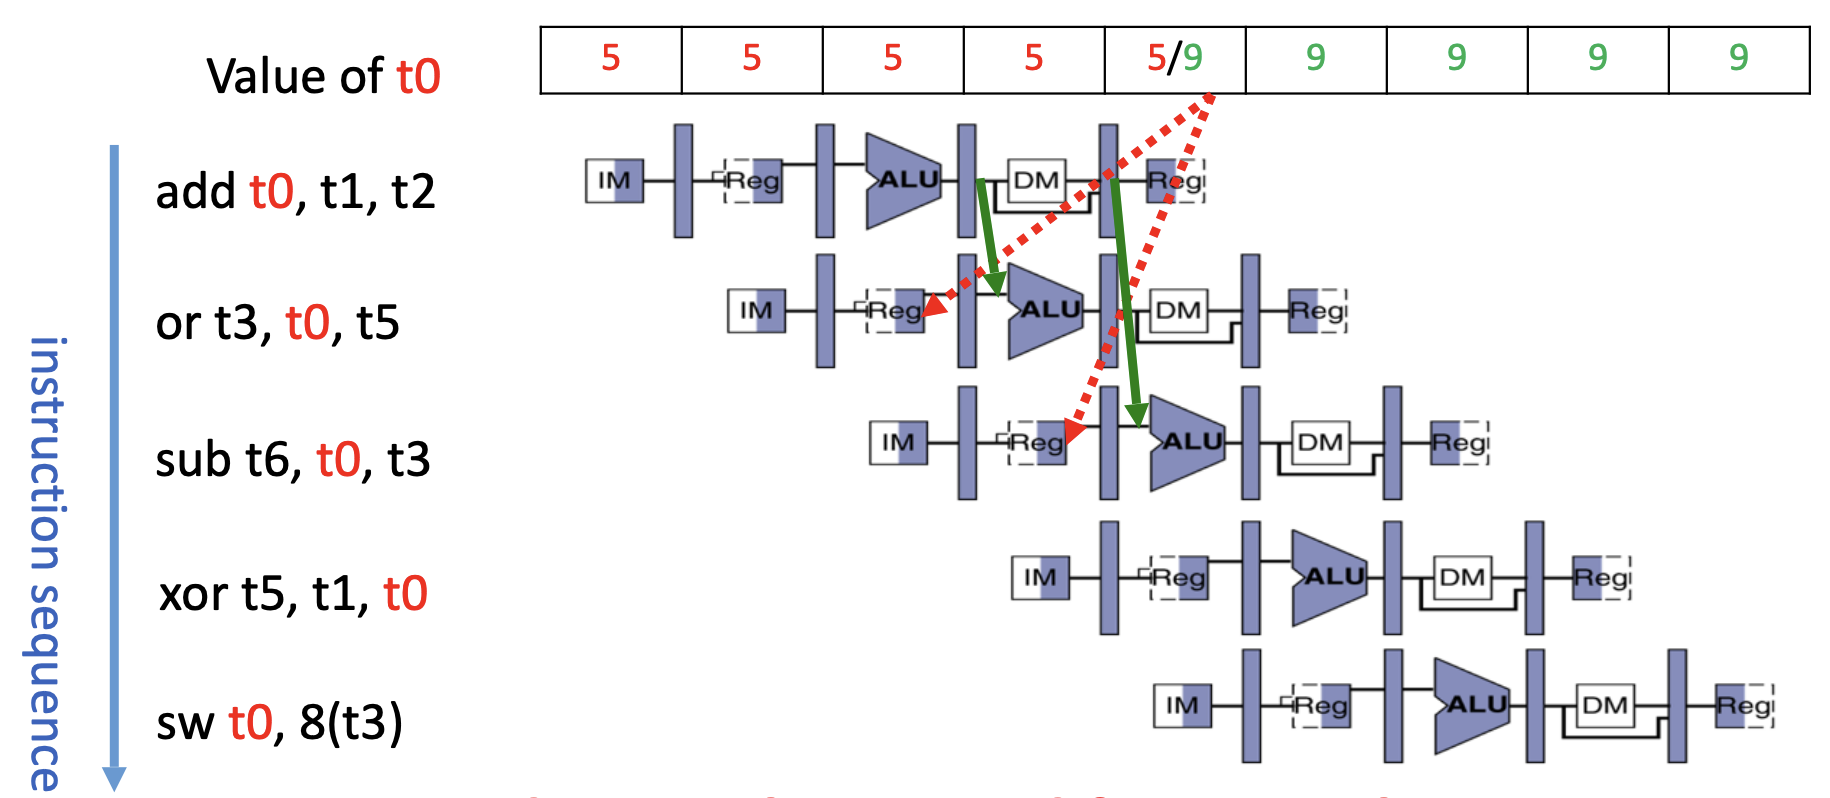 Value of t0 5 5 5 5 5/9 9 9 9 9
add t0, t1, t2 IM Reg ALU DM Reg
or t3, t0, t5 IM Reg ALU DM Reg
sub t6, t0, t3 IM Reg ALU DM Reg
xor t5, t1, t0 IM Reg ALU DM Reg
sw t0, 8(t3) IM Reg ALU DM Reg
instruction sequence